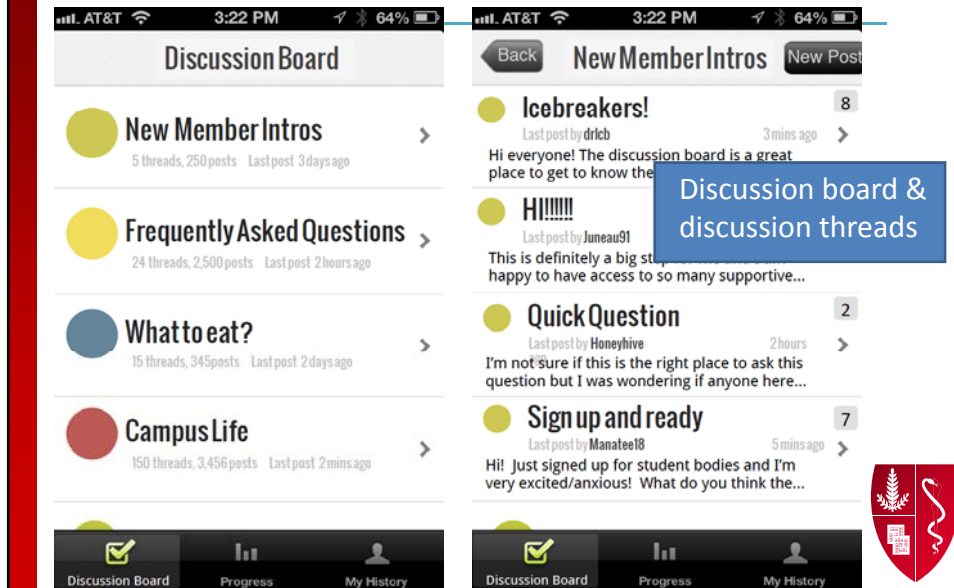 AT&T 3:22 PM 64%
Discussion Board
New Member Intros
5 threads, 250 posts Last post 3 days ago
Frequently Asked Questions
24 threads, 2,500 posts Last post 2 hours ago
What to eat?
15 threads, 345posts Last post 2 days ago
Campus Life
150 threads, 3,456 posts Last post 2 mins ago
Discussion Board Progress My History
AT&T 3:22 PM 64%
Back New Member Intros New Post
Icebreakers! 8
Last post by drlcb 3 mins ago
Hi everyone! The discussion board is a great
place to get to know the
Discussion board &
discussion threads
HI!!!!!!!
Last post by Juneau91
This is definitely a big
happy to have access to so many supportive...
Quick Question 2
Last post by Honeyhive 2 hours
I'm not sure if this is the right place to ask this
question but I was wondering if anyone here...
Sign up and ready 7
Last post by Manatee18 5 mins ago
Hi! Just signed up for student bodies and I'm
very excited/anxious! What do you think the...
Discussion Board Progress My History